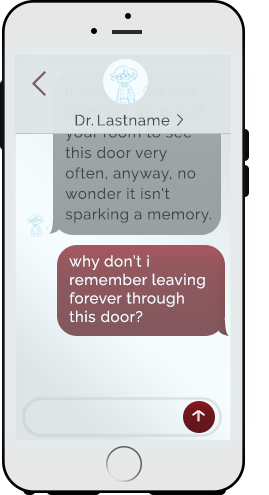 Dr. Lastname
your room to see
this door very
often, anyway, no
wonder it isn't
sparking a memory.
why don't i
remember leaving
forever through
this door?